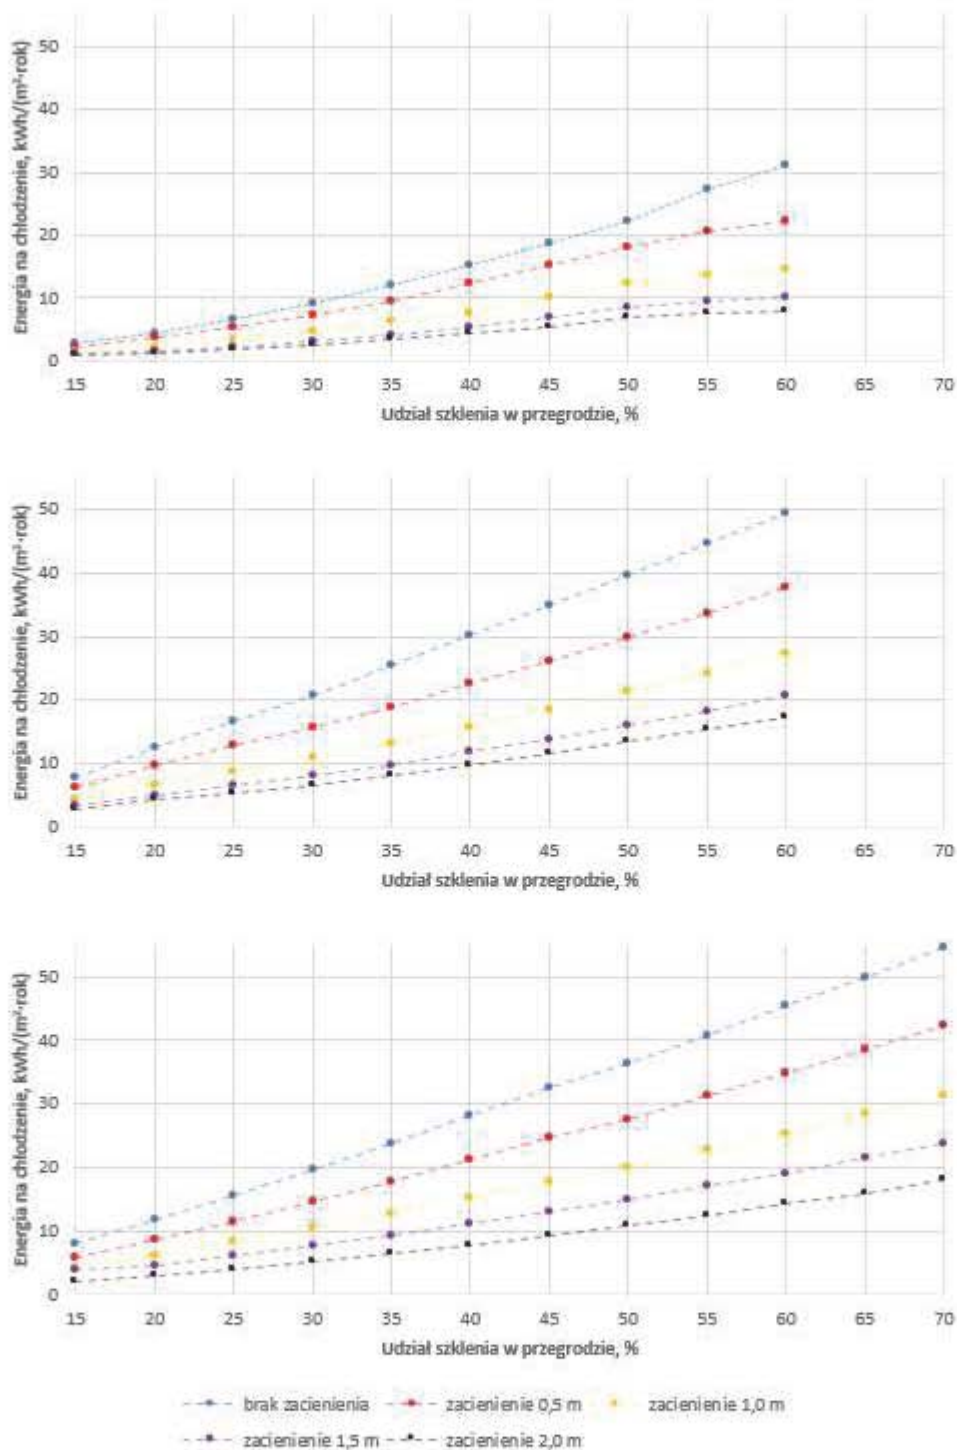 Energia na chłodzenie, kWh/(m²·rok)
50
40
30
20
10
0
15 20 25 30 35 40 45 50 55 60 65 70
Udział szklenia w przegrodzie, %
Energia na chłodzenie, kWh/(m²·rok)
50
40
30
20
10
0
15 20 25 30 35 40 45 50 55 60 65 70
Udział szklenia w przegrodzie, %
Energia na chłodzenie, kWh/(m²·rok)
50
40
30
20
10
0
15 20 25 30 35 40 45 50 55 60 65 70
Udział szklenia w przegrodzie, %
brak zacienienia zacienienie 0,5 m zacienienie 1,0 m
zacienienie 1,5 m zacienienie 2,0 m